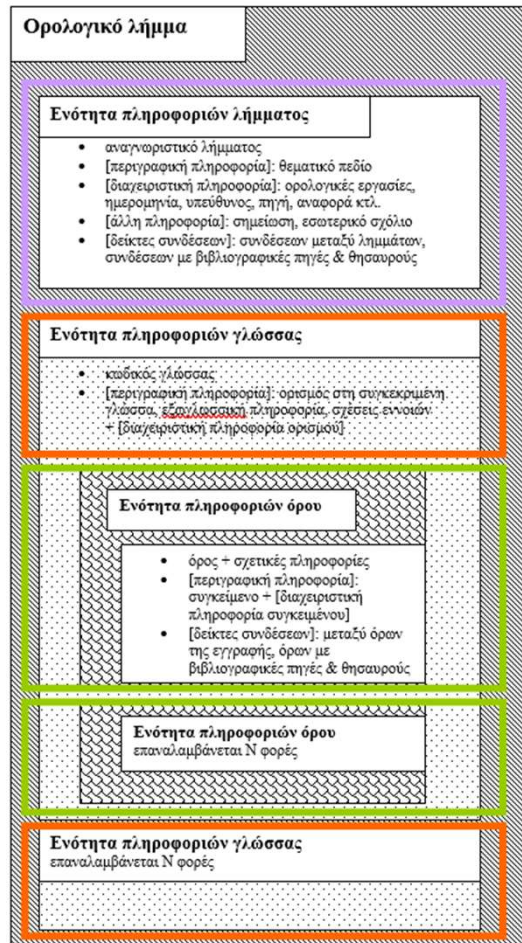 Ορολογικό λήμμα
Ενότητα πληροφοριών λήμματος
• αναγνωριστικό λήμματος
• [περιγραφική πληροφορία]: θεματικό πεδίο
• [διαχειριστική πληροφορία]: ορολογικές εργασίες,
ημερομηνία, υπεύθυνος, πηγή, αναφορά κτλ.
• [άλλη πληροφορία]: σημείωση, εσωτερικό σχόλιο
• [δείκτες συνδέσεων]: συνδέσεων μεταξύ λημμάτων,
συνδέσεων με βιβλιογραφικές πηγές & θησαυρούς
Ενότητα πληροφοριών γλώσσας
• κωδικός γλώσσας
• [περιγραφική πληροφορία]: ορισμός στη συγκεκριμένη
γλώσσα, εξωγλωσσική πληροφορία, σχέσεις εννοιών
+ [διαχειριστική πληροφορία ορισμού]
Ενότητα πληροφοριών όρου
• όρος + σχετικές πληροφορίες
• [περιγραφική πληροφορία]:
συγκείμενο + [διαχειριστική
πληροφορία συγκειμένου]
• [δείκτες συνδέσεων]: μεταξύ όρων
της εγγραφής, όρων με
βιβλιογραφικές πηγές & θησαυρούς
Ενότητα πληροφοριών όρου
επαναλαμβάνεται Ν φορές
Ενότητα πληροφοριών γλώσσας
επαναλαμβάνεται Ν φορές